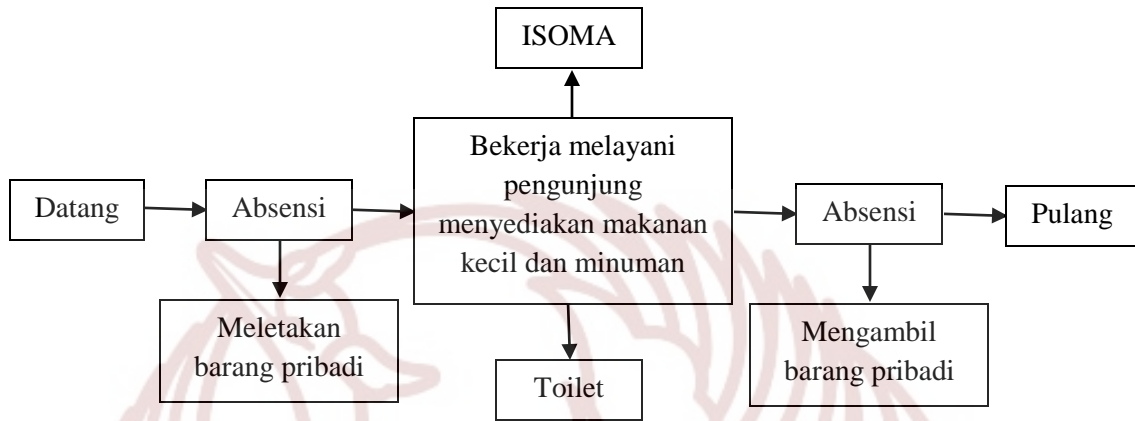 ISOMA
Bekerja melayani
pengunjung
menyediakan makanan
kecil dan minuman
Datang
Absensi
Absensi
Pulang
Meletakan
barang pribadi
Toilet
Mengambil
barang pribadi